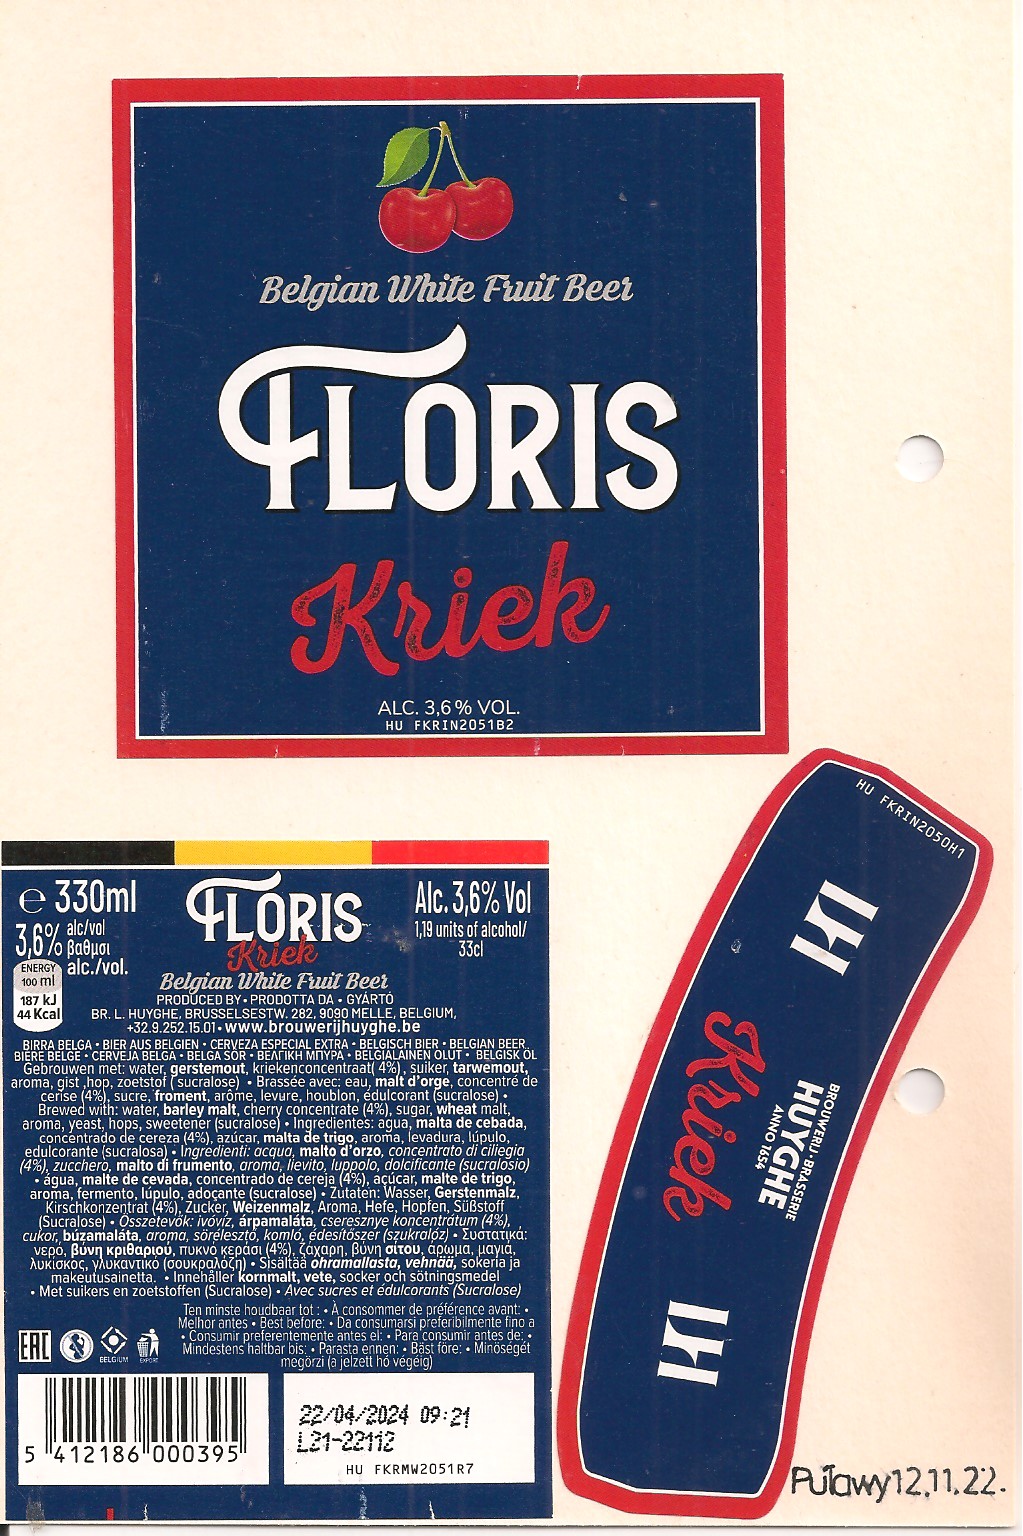 Belgian White Fruit Beer
FLORIS
Kriek
ALC. 3,6% VOL.
HU FKRIN2051B2
HU FKRIN2050H1
Kriek
BROUWERIJ · BRASSERIE
HUYGHE
ANNO 1654
℮ 330ml
3,6% alc/vol
βαθμοι
alc./vol.
ENERGY
100 ml
187 kJ
44 Kcal
FLORIS
Kriek
Belgian White Fruit Beer
Alc. 3,6% Vol
1,19 units of alcohol/
33cl
PRODUCED BY • PRODOTTA DA • GYÁRTÓ
BR. L. HUYGHE, BRUSSELSESTW. 282, 9090 MELLE, BELGIUM,
+32.9.252.15.01 • www.brouwerijhuyghe.be
BIRRA BELGA • BIER AUS BELGIEN • CERVEZA ESPECIAL EXTRA • BELGISCH BIER • BELGIAN BEER
BIÈRE BELGE • CERVEJA BELGA • BELGA SÖR • ΒΕΛΓΙΚΗ ΜΠΥΡΑ • BELGIALAINEN OLUT • BELGISK ÖL
Gebrouwen met: water, gerstemout, kriekenconcentraat( 4%) , suiker, tarwemout,
aroma, gist ,hop, zoetstof ( sucralose) • Brassée avec: eau, malt d'orge, concentré de
cerise (4%), sucre, froment, arôme, levure, houblon, édulcorant (sucralose) •
Brewed with: water, barley malt, cherry concentrate (4%), sugar, wheat malt,
aroma, yeast, hops, sweetener (sucralose) • Ingredientes: agua, malta de cebada,
concentrado de cereza (4%), azúcar, malta de trigo, aroma, levadura, lúpulo,
edulcorante (sucralosa) • Ingredienti: acqua, malto d'orzo, concentrato di ciliegia
(4%), zucchero, malto di frumento, aroma, lievito, luppolo, dolcificante (sucralosio)
• água, malte de cevada, concentrado de cereja (4%), açúcar, malte de trigo,
aroma, fermento, lúpulo, adoçante (sucralose) • Zutaten: Wasser, Gerstenmalz,
Kirschkonzentrat (4%), Zucker, Weizenmalz, Aroma, Hefe, Hopfen, Süßstoff
(Sucralose) • Összetevők: ivóvíz, árpamaláta, cseresznye koncentrátum (4%),
cukor, búzamaláta, aroma, sörélesztő, komló, édesítőszer (szukralóz) • Συστατικά:
νερό, βύνη κριθαριού, πυκνό κεράσι (4%), ζάχαρη, βύνη σίτου, άρωμα, μαγιά,
λυκίσκος, γλυκαντικό (σουκραλόζη) • Sisältää ohramallasta, vehnää, sokeria ja
makeutusainetta. • Innehåller kornmalt, vete, socker och sötningsmedel
• Met suikers en zoetstoffen (Sucralose) • Avec sucres et édulcorants (Sucralose)
Ten minste houdbaar tot : • À consommer de préférence avant: •
Melhor antes • Best before: • Da consumarsi preferibilmente fino a
• Consumir preferentemente antes el: • Para consumir antes de: •
Mindestens haltbar bis: • Parasta ennen: • Bäst före: • Minőségét
megőrzi (a jelzett hó végéig)
EAC
BELGIUM
EXPORT
5 412186 000395
22/04/2024 09:21
L21-22112
HU FKRMW2051R7
Puławy 12.11.22.